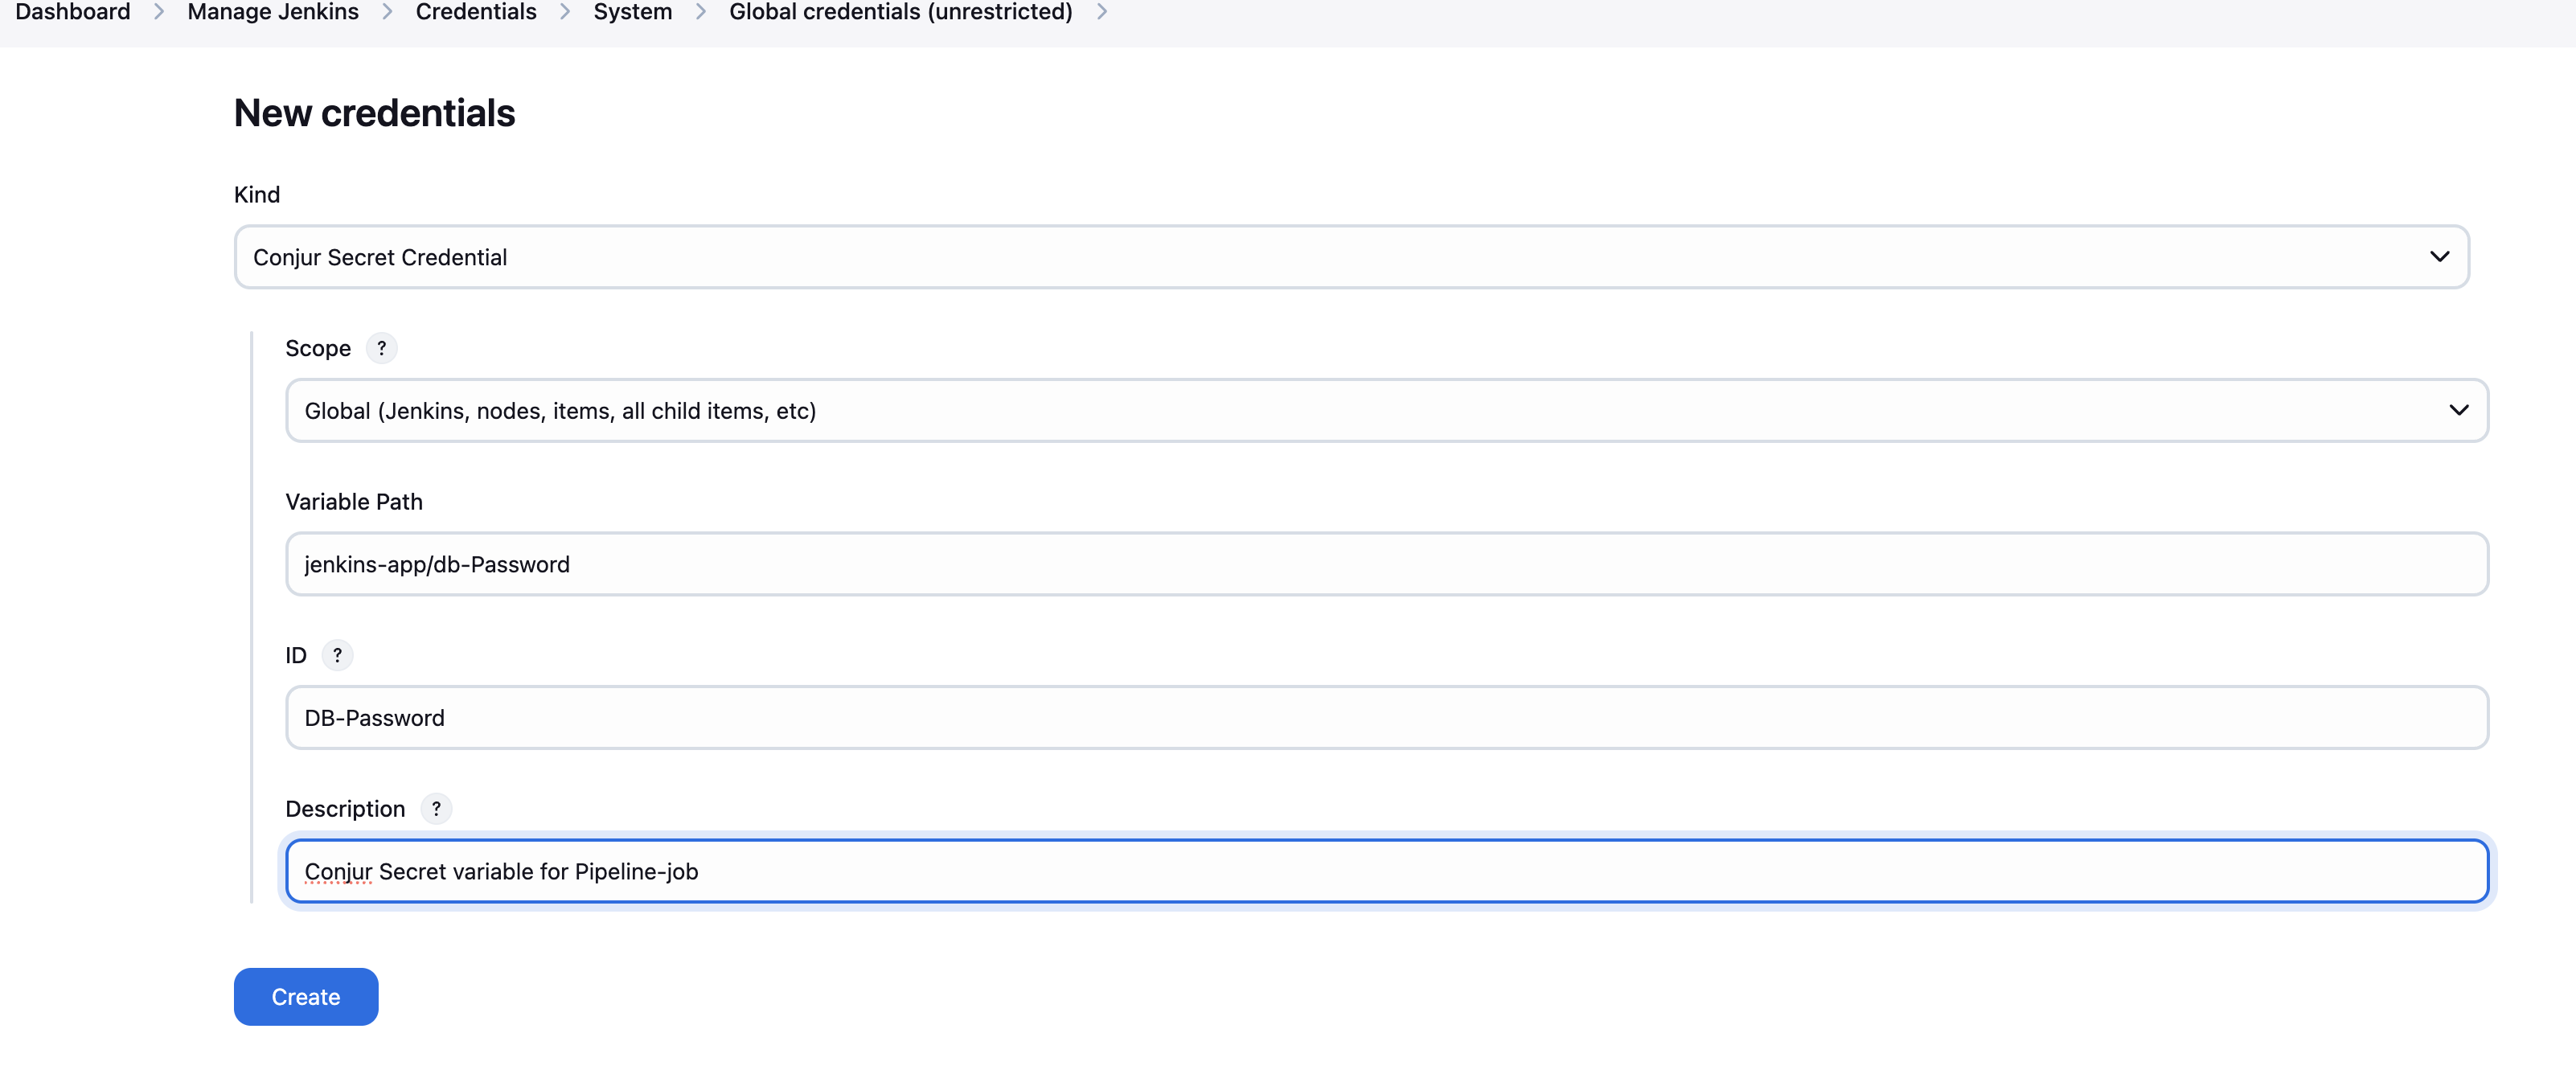 Dashboard > Manage Jenkins > Credentials > System > Global credentials (unrestricted) >
New credentials
Kind
Conjur Secret Credential
Scope ?
Global (Jenkins, nodes, items, all child items, etc)
Variable Path
jenkins-app/db-Password
ID ?
DB-Password
Description ?
Conjur Secret variable for Pipeline-job
Create